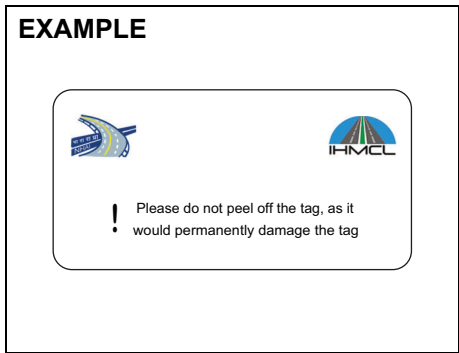 EXAMPLE
IHMCL
! Please do not peel off the tag, as it
would permanently damage the tag